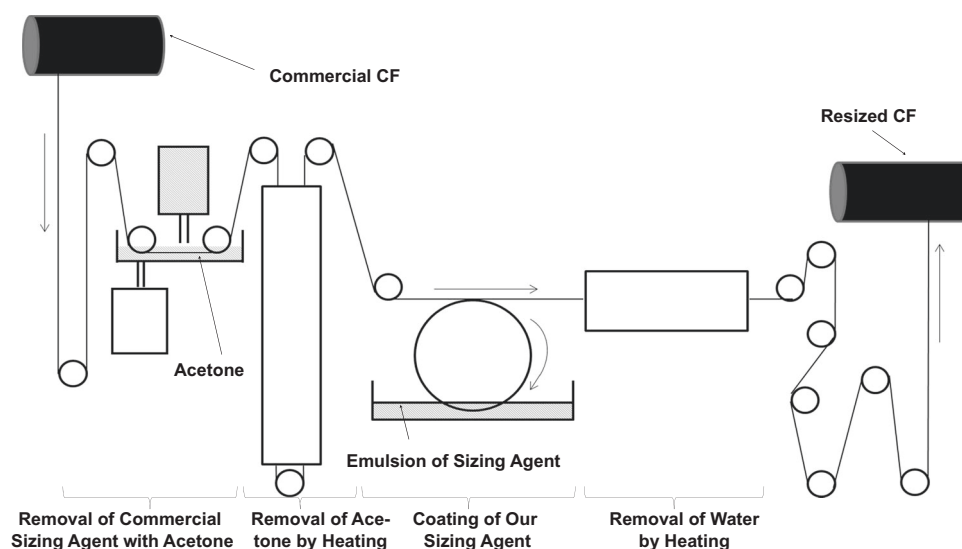 Commercial CF
Resized CF
Acetone
Emulsion of Sizing Agent
Removal of Commercial
Sizing Agent with Acetone
Removal of Ace-
tone by Heating
Coating of Our
Sizing Agent
Removal of Water
by Heating